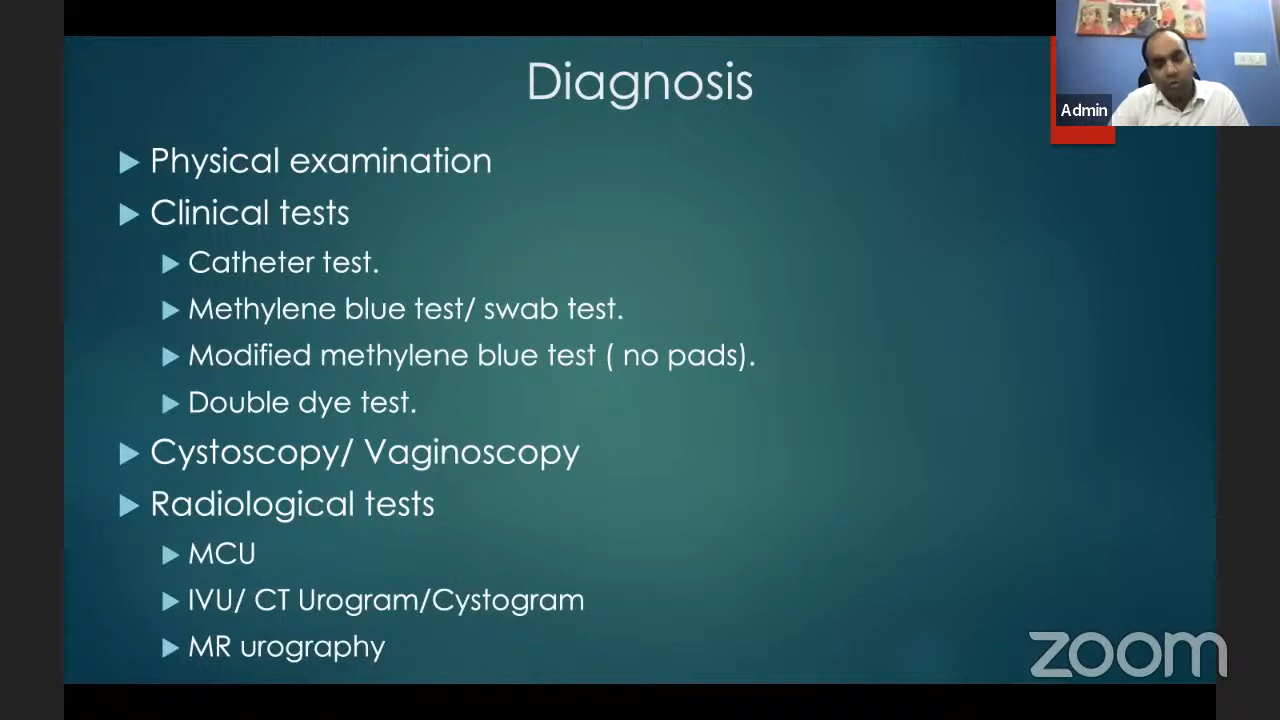 Diagnosis
Admin
Physical examination
Clinical tests
Catheter test.
Methylene blue test/ swab test.
Modified methylene blue test ( no pads).
Double dye test.
Cystoscopy/ Vaginoscopy
Radiological tests
MCU
IVU/ CT Urogram/Cystogram
MR urography
zoom